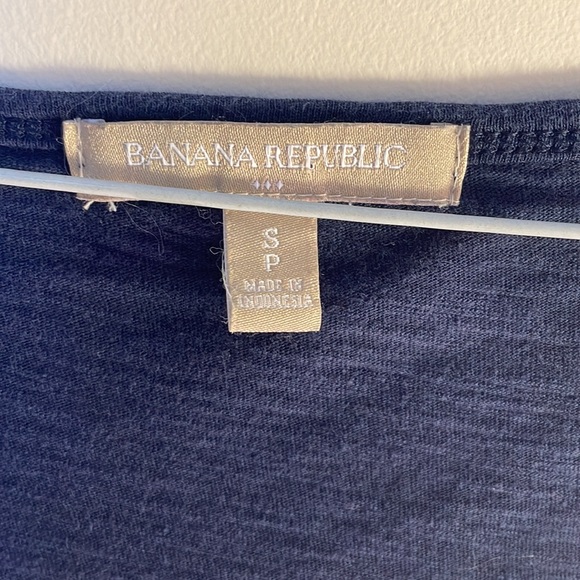 BANANA REPUBLIC
S
P
MADE IN
INDONESIA